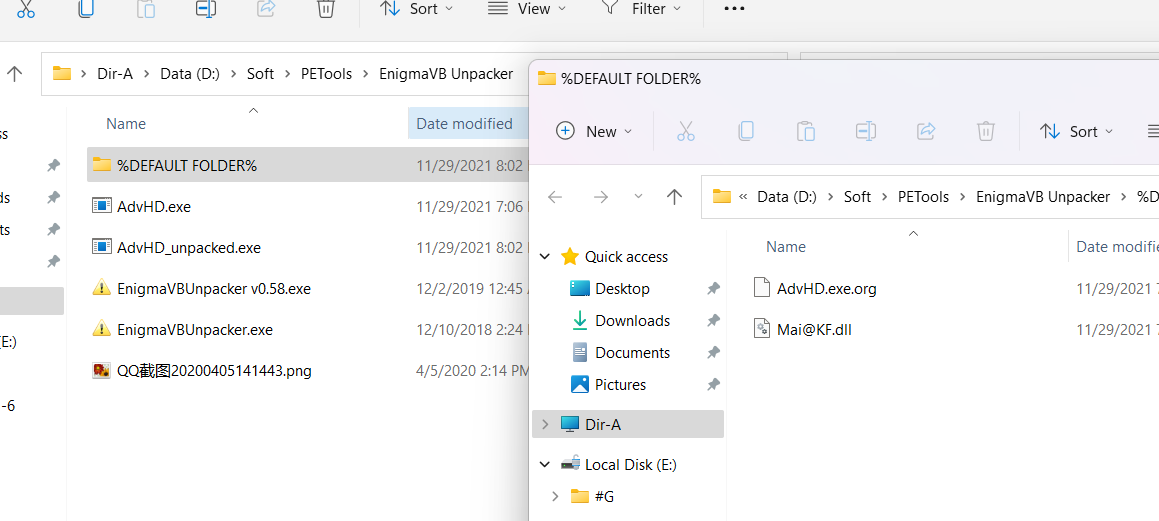 Sort View Filter
Dir-A Data (D:) Soft PETools EnigmaVB Unpacker
Name Date modified
%DEFAULT FOLDER% 11/29/2021 8:02
AdvHD.exe 11/29/2021 7:06
AdvHD_unpacked.exe 11/29/2021 8:02
EnigmaVBUnpacker v0.58.exe 12/2/2019 12:45
EnigmaVBUnpacker.exe 12/10/2018 2:24
QQ截图20200405141443.png 4/5/2020 2:14 PM
(E:)
-6
%DEFAULT FOLDER%
New Sort
« Data (D:) Soft PETools EnigmaVB Unpacker
Name Date modifie
Quick access
Desktop
Downloads
Documents
Pictures
Dir-A
Local Disk (E:)
#G
AdvHD.exe.org 11/29/2021 7
Mai@KF.dll 11/29/2021 7